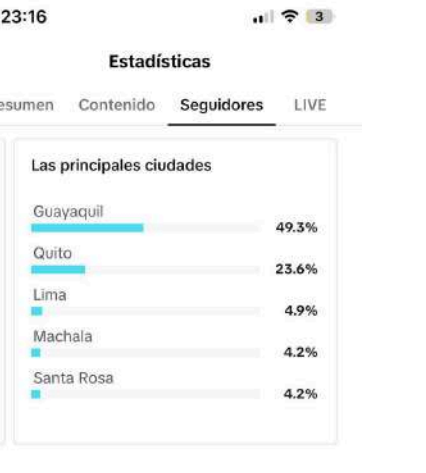 23:16
3
Estadísticas
esumen Contenido Seguidores LIVE
Las principales ciudades
Guayaquil
49.3%
Quito
23.6%
Lima
4.9%
Machala
4.2%
Santa Rosa
4.2%